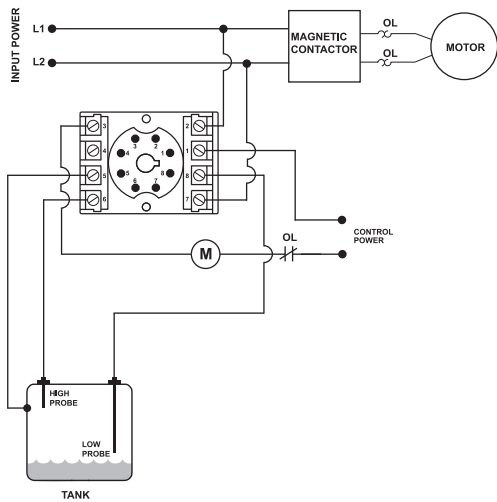 INPUT POWER
L1
L2
MAGNETIC
CONTACTOR
OL
OL
MOTOR
3
4
5
6
3
2
4
1
5
8
6
7
2
1
8
7
M
OL
CONTROL
POWER
HIGH
PROBE
LOW
PROBE
TANK